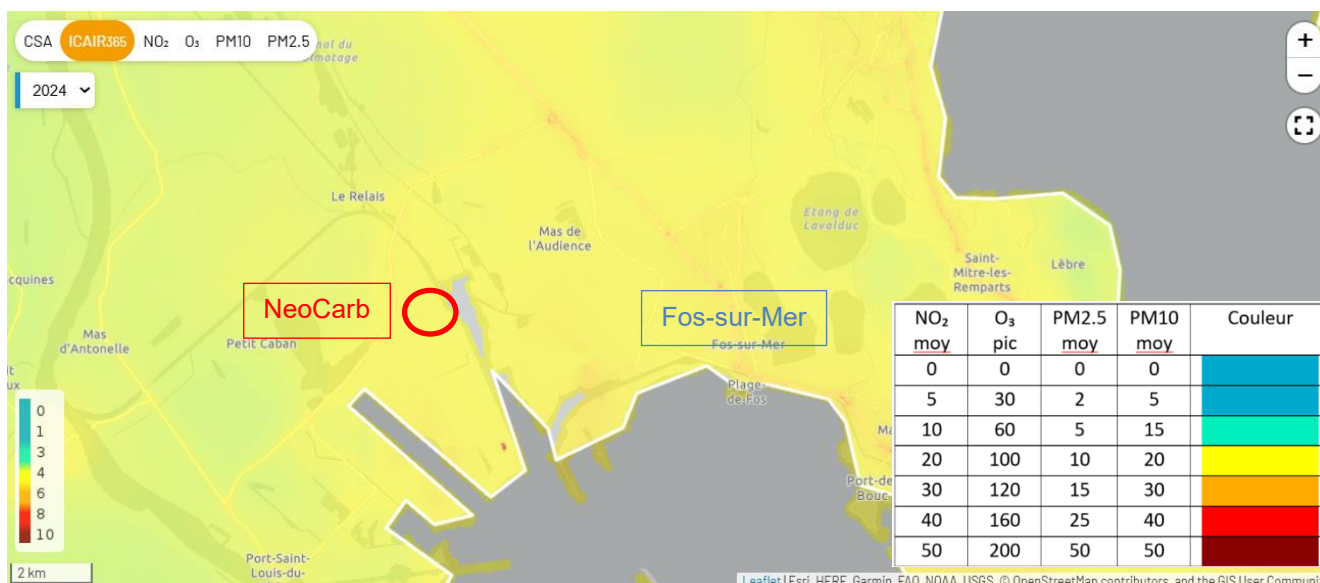 CSA ICAIR365 NO₂ O₃ PM10 PM2.5
2024
+
−
Le Relais
Mas de
l'Audience
Etang de
Lavalduc
Saint-
Mitre-les-
Remparts
Lèbre
NeoCarb
Fos-sur-Mer
Mas
d'Antonelle
Petit Caban
Fos-sur-Mer
Plage-
de-Fos
Port-de
Bouc
Port-Saint-
Louis-du-
0
1
3
4
6
8
10
2 km
NO₂ moy O₃ pic PM2.5 moy PM10 moy Couleur
0 0 0 0
5 30 2 5
10 60 5 15
20 100 10 20
30 120 15 30
40 160 25 40
50 200 50 50
Leaflet | Esri, HERE, Garmin, FAO, NOAA, USGS, © OpenStreetMap contributors, and the GIS User Communi